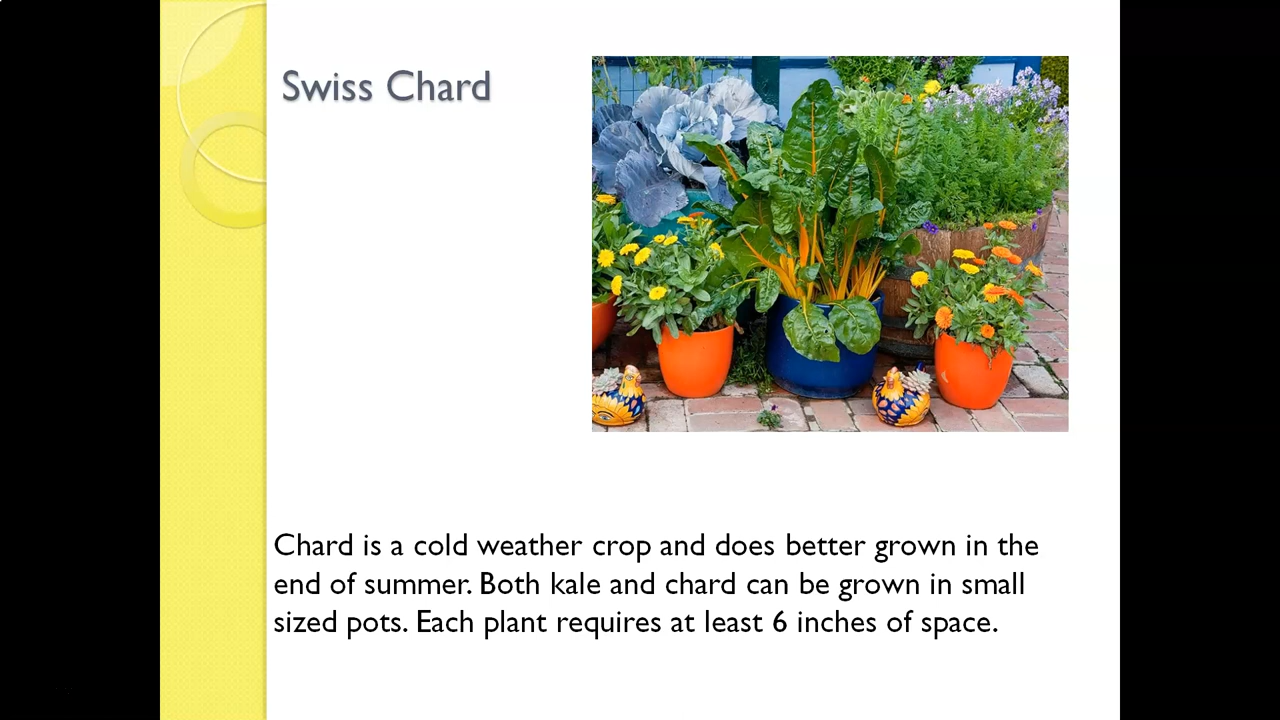 Swiss Chard
Chard is a cold weather crop and does better grown in the
end of summer. Both kale and chard can be grown in small
sized pots. Each plant requires at least 6 inches of space.